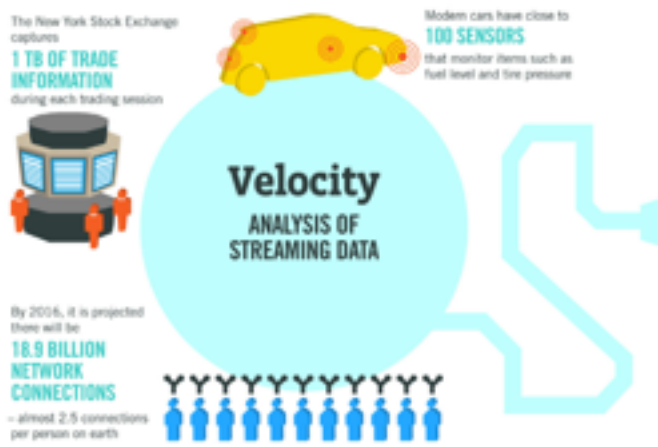 The New York Stock Exchange
captures
1 TB OF TRADE
INFORMATION
during each trading session
Modern cars have close to
100 SENSORS
that monitor items such as
fuel level and tire pressure
Velocity
ANALYSIS OF
STREAMING DATA
By 2016, it is projected
there will be
18.9 BILLION
NETWORK
CONNECTIONS
– almost 2.5 connections
per person on earth